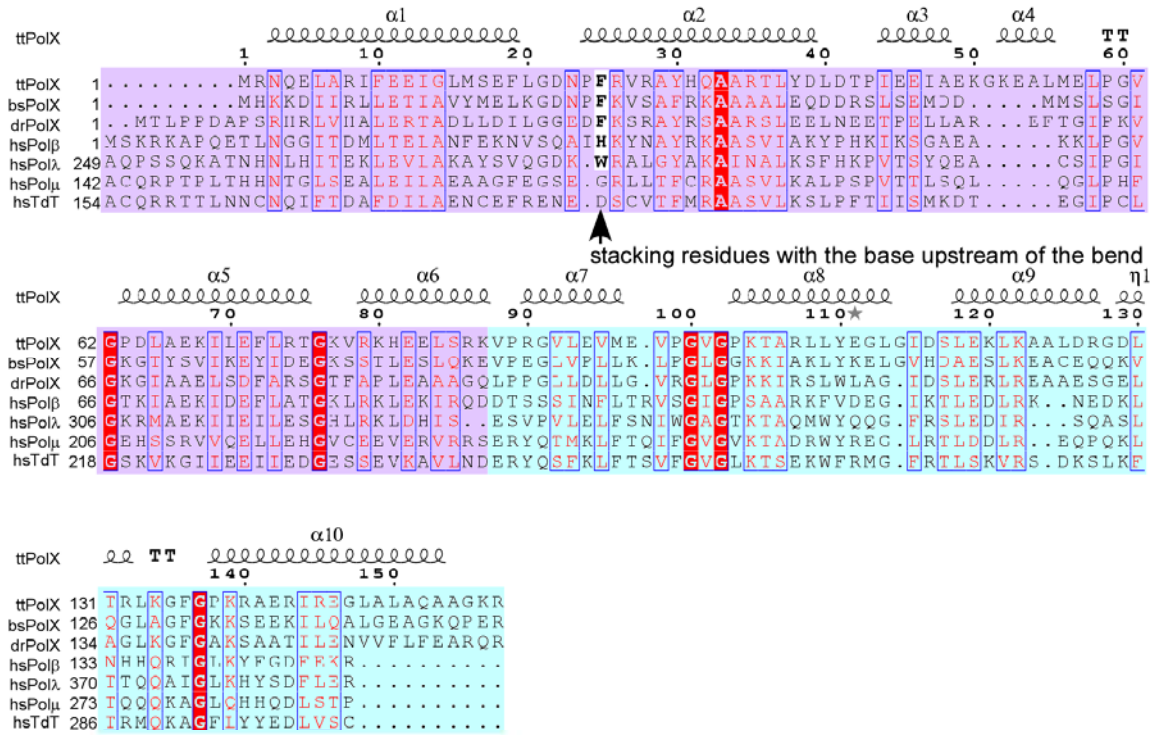 ttPolX α1 α2 α3 α4 TT
1 10 20 30 40 50 60
ttPolX 1 .........MRNQELARIFEEIGLMSEFLGDNPFRVRAYHQAARTLYDLDTPIEEIAEKGKEALMELPGV
bsPolX 1 .........MHKKDIIRLLETIAVYMELKGDNPFKVSAFRKAAAALEQDDRSLSEMDD.....MMSLSGI
drPolX 1 ..MTLPPDAPSRHRLVHALERTADLLDILGGEDFKSRAYRSAARSLEELNEETPELLAR....EFTGIPKV
hsPolβ 1 MSKRKAPQETLNGGITDMLTELANFEKNVSQAIHKYNAYRKAASVIAKYPHKIKSGAEA.....KKLPGV
hsPolλ 249 AQPSSQKATNHNLHITEKLEVLAKAYSVQGDKWRALGYAKAINALKSFHKPVTSYQEA.....CSIPGI
hsPolμ 142 ACQRPTPLTHHNTGLSEALEILAEAAGFEGSE.GRLLTFCRAASVLKALPSPVTTLSQL.....QGLPHF
hsTdT 154 ACQRRTTLNNCNQIFTDAFDILAENCEFRENE.DSCVTFMRAASVLKSLPFTIISMKDT.....EGIPCL
stacking residues with the base upstream of the bend
ttPolX α5 α6 α7 α8 α9 η1
70 80 90 100 110 120 130
ttPolX 62 GPDLAEKILEFLRTGKVRKHEELSRKVPRGVLEVME.VPGVGPKTARLLYEGLGIDSLEKLKAALDRGDL
bsPolX 57 GKGTYSVIKEYIDEGKSSTLESLQKEVPEGLVPLLK.LPGLGGKKIAKLYKELGVHDAESLKEACEQQKV
drPolX 66 GKGIAAELSDFARSGTFAPLEAAAGQLPPGLLDLLG.VRGLGPKKIRSLWLAG.IDSLERLREAAESGEL
hsPolβ 66 GTKIAEKIDEFLATGKLRKLEKIRQDDTSSSINFLTRVSGIGPSAARKFVDEG.IKTLEDLRK..NEDKL
hsPolλ 306 GKRMAEKIIEILESGHLRKLDHIS..ESVPVLELFSNIWGAGTKTAQMWYQQG.FRSLEDIR...SQASL
hsPolμ 206 GEHSSRVVQELLEHGVCEEVERVRRSERYQTMKLFTQIFGVGVKTADRWYREG.LRTLDDLR..EQPQKL
hsTdT 218 GSKVKGIIEEIIEDGESSEVKAVLNDERYQSFKLFTSVFGVGLKTSEKWFRMG.FRTLSKVRS.DKSLKF
ttPolX TT α10
140 150
ttPolX 131 TRLKGFGPKRAERIREGLALAQAAGKR
bsPolX 126 QGLAGFGKKSEEKILQALGEAGKQPER
drPolX 134 AGLKGFGAKSAATILENVVFLFEARQR
hsPolβ 133 NHHQRIGLKYFGDFEKR..........
hsPolλ 370 TTQQAIGLKHYSDFLER..........
hsPolμ 273 TQQQKAGLQHHQDLSTP..........
hsTdT 286 TRMQKAGFLYYEDLVSC..........